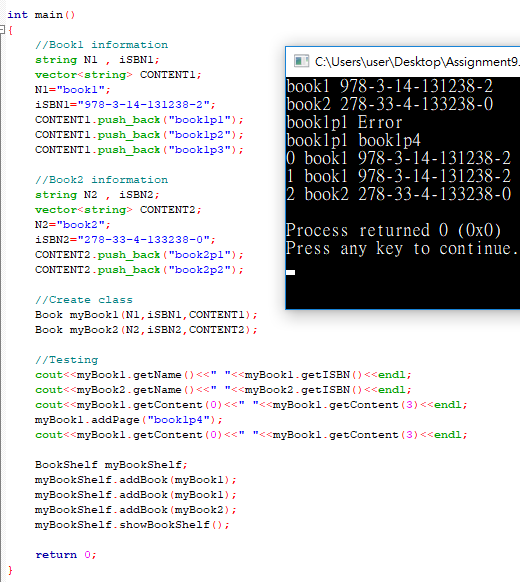 int main()
{
//Book1 information
string N1 , iSBN1;
vector<string> CONTENT1;
N1="book1";
iSBN1="978-3-14-131238-2";
CONTENT1.push_back("book1p1");
CONTENT1.push_back("book1p2");
CONTENT1.push_back("book1p3");
//Book2 information
string N2 , iSBN2;
vector<string> CONTENT2;
N2="book2";
iSBN2="278-33-4-133238-0";
CONTENT2.push_back("book2p1");
CONTENT2.push_back("book2p2");
//Create class
Book myBook1(N1,iSBN1,CONTENT1);
Book myBook2(N2,iSBN2,CONTENT2);
//Testing
cout<<myBook1.getName()<<" "<<myBook1.getISBN()<<endl;
cout<<myBook2.getName()<<" "<<myBook2.getISBN()<<endl;
cout<<myBook1.getContent(0)<<" "<<myBook1.getContent(3)<<endl;
myBook1.addPage("book1p4");
cout<<myBook1.getContent(0)<<" "<<myBook1.getContent(3)<<endl;
BookShelf myBookShelf;
myBookShelf.addBook(myBook1);
myBookShelf.addBook(myBook1);
myBookShelf.addBook(myBook2);
myBookShelf.showBookShelf();
return 0;
}
C:\Users\user\Desktop\Assignment9.
book1 978-3-14-131238-2
book2 278-33-4-133238-0
book1p1 Error
book1p1 book1p4
0 book1 978-3-14-131238-2
1 book1 978-3-14-131238-2
2 book2 278-33-4-133238-0
Process returned 0 (0x0)
Press any key to continue.